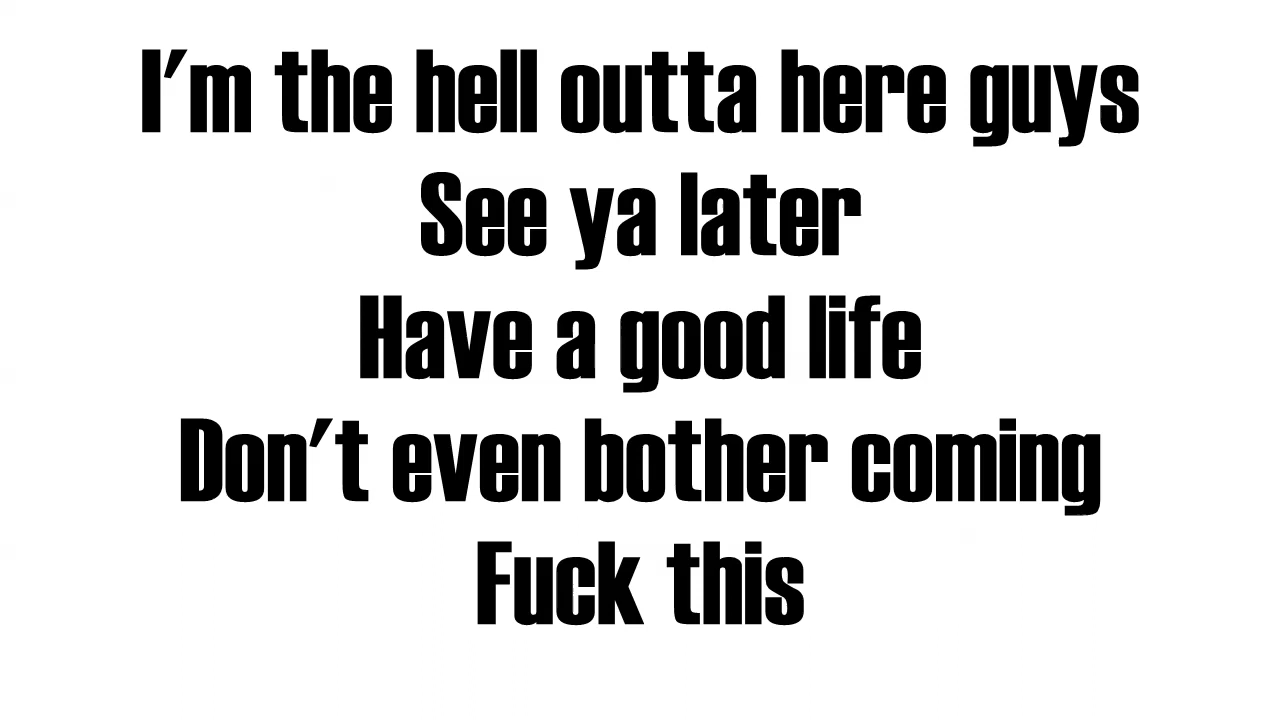 I'm the hell outta here guys
See ya later
Have a good life
Don't even bother coming
Fuck this